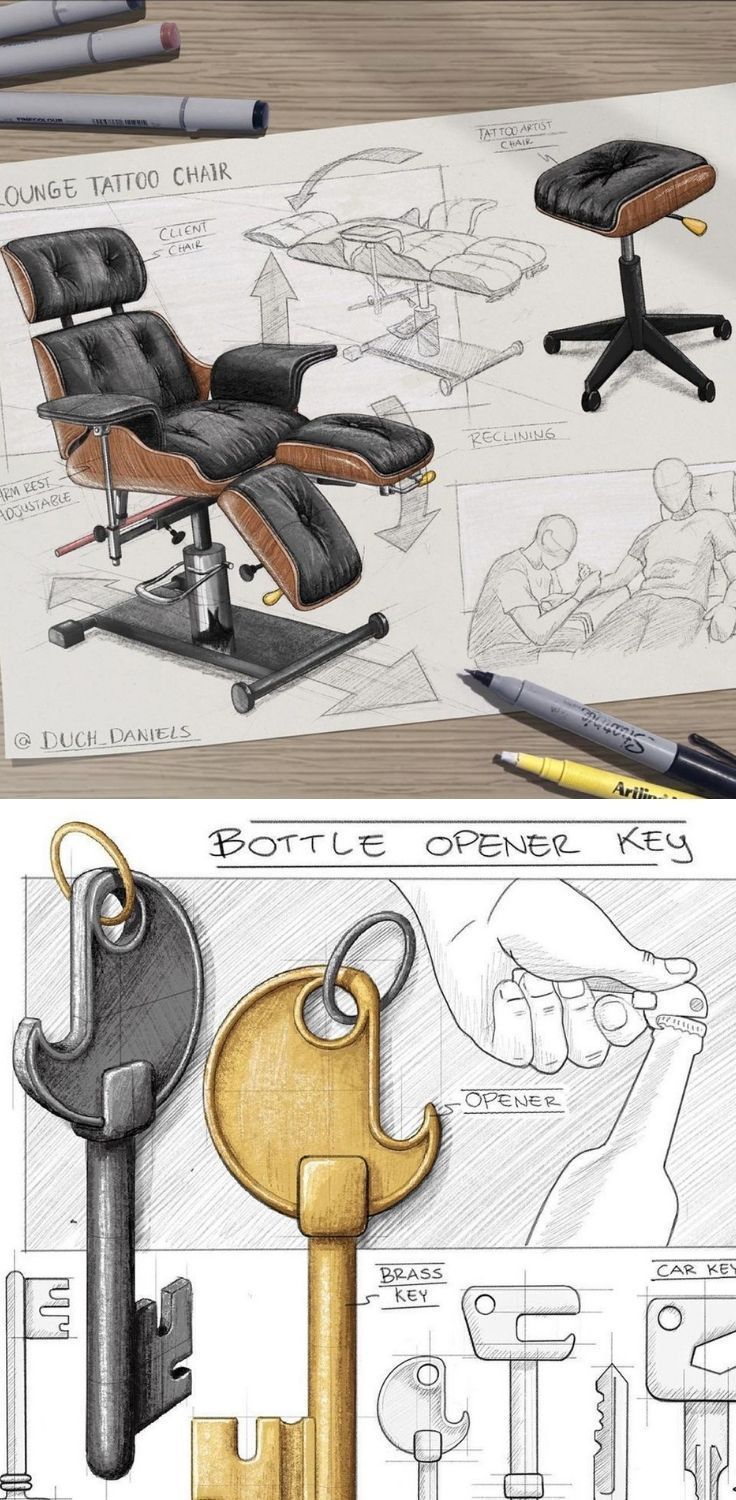 LOUNGE TATTOO CHAIR
TATTOO ARTIST
CHAIR
CLIENT
CHAIR
RECLINING
ARM REST
ADJUSTABLE
@ DUCH_DANIELS
Artline
BOTTLE OPENER KEY
OPENER
BRASS
KEY
CAR KEY